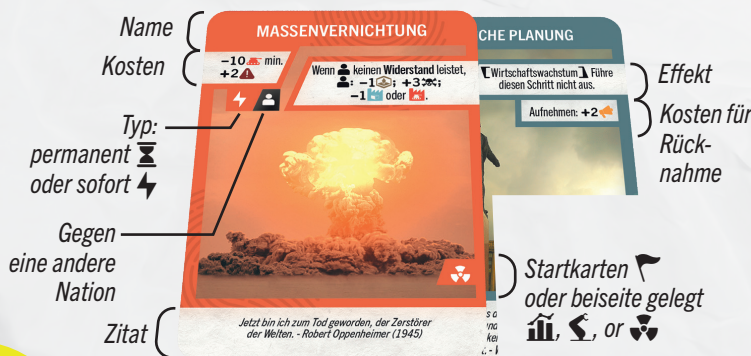 Name
Kosten
Typ:
permanent
oder sofort
Gegen
eine andere
Nation
Zitat
MASSENVERNICHTUNG
-10 min.
+2
Wenn keinen Widerstand leistet,
: -1; +3;
-1 oder .
Jetzt bin ich zum Tod geworden, der Zerstörer
der Welten. - Robert Oppenheimer (1945)
CHE PLANUNG
Wirtschaftswachstum Führe
diesen Schritt nicht aus.
Aufnehmen: +2
Effekt
Kosten für
Rück-
nahme
Startkarten
oder beiseite gelegt
, , or